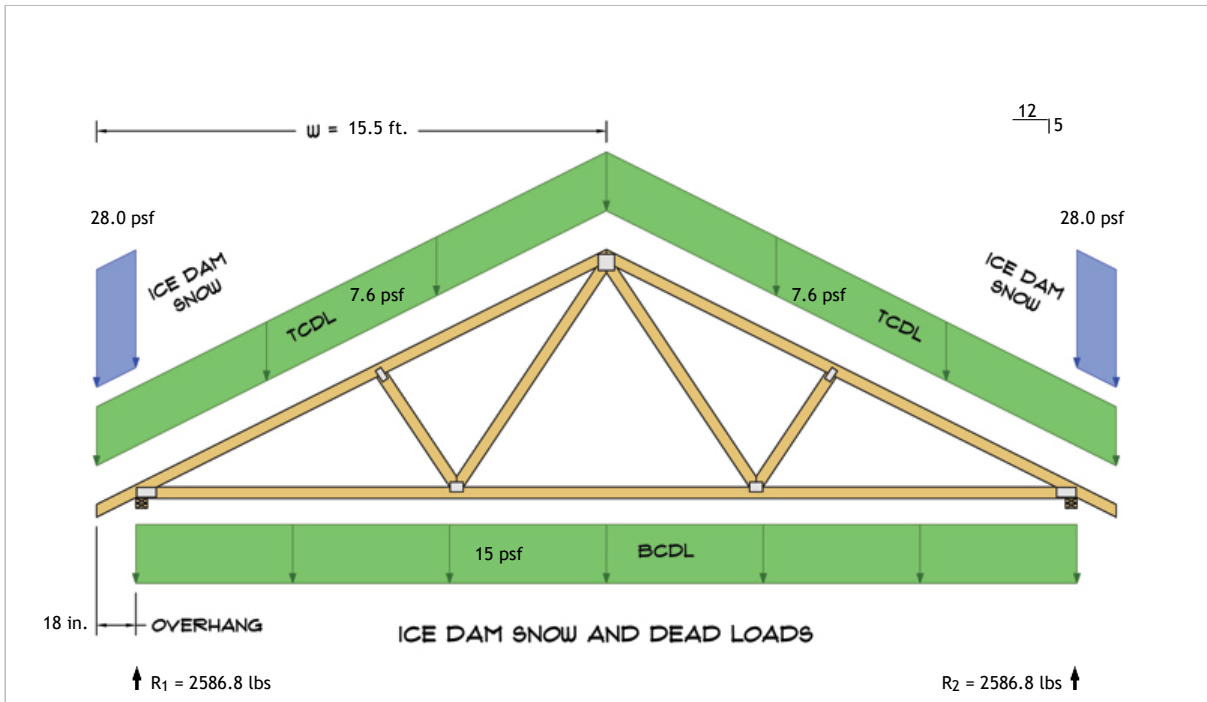 W = 15.5 ft.
12
5
28.0 psf
28.0 psf
ICE DAM
SNOW
ICE DAM
SNOW
7.6 psf
7.6 psf
TCDL
TCDL
15 psf
BCDL
18 in.
OVERHANG
ICE DAM SNOW AND DEAD LOADS
R₁ = 2586.8 lbs
R₂ = 2586.8 lbs